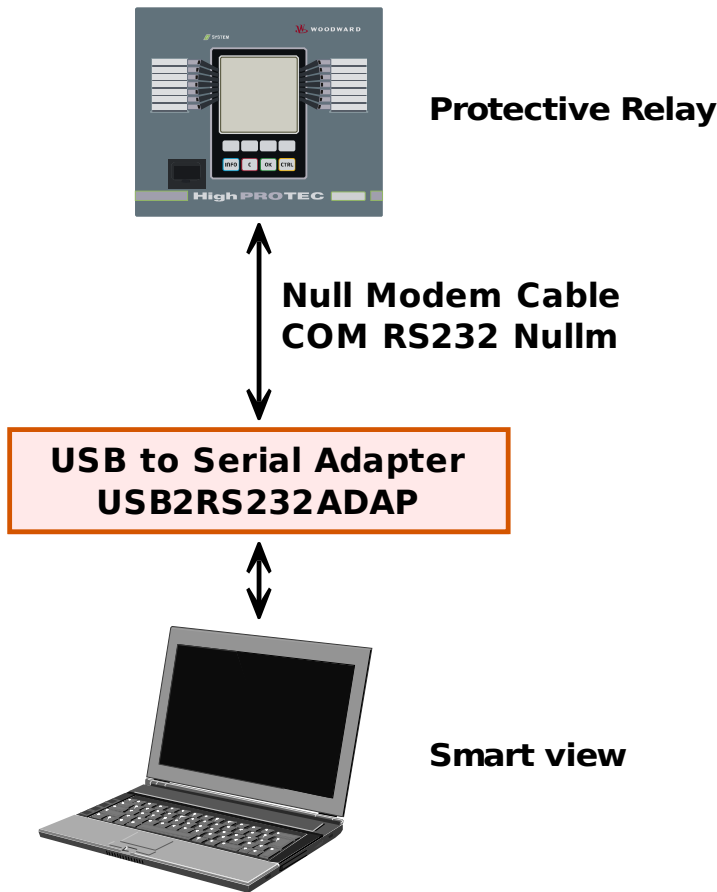 SYSTEM
WOODWARD
Protective Relay
INFO C OK CTRL
HighPROTEC
Null Modem Cable
COM RS232 Nullm
USB to Serial Adapter
USB2RS232ADAP
Smart view